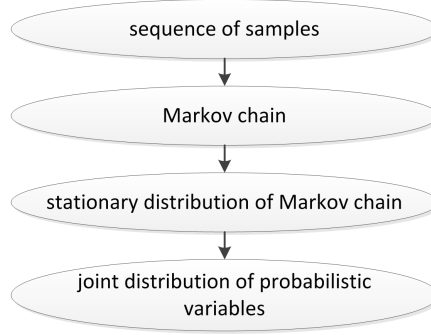 sequence of samples
Markov chain
stationary distribution of Markov chain
joint distribution of probabilistic
variables